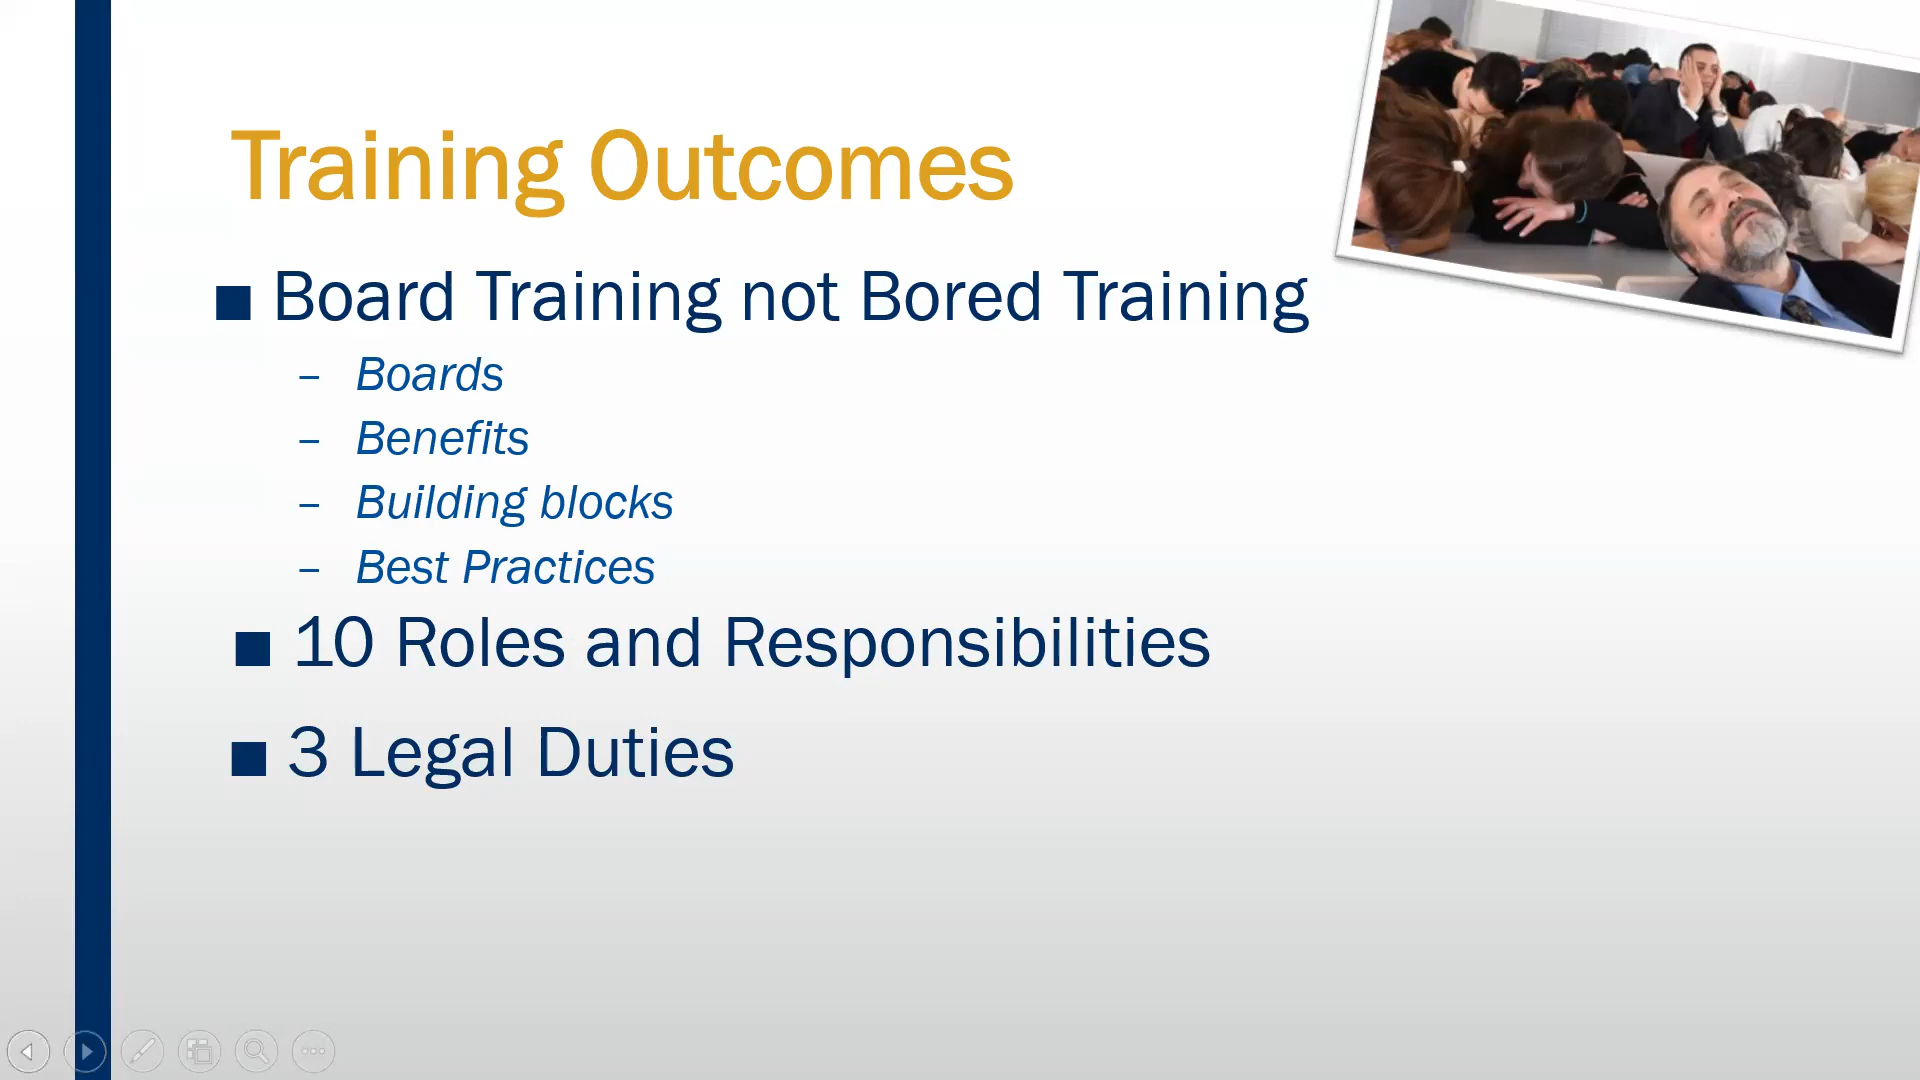 Training Outcomes
■ Board Training not Bored Training
– Boards
– Benefits
– Building blocks
– Best Practices
■ 10 Roles and Responsibilities
■ 3 Legal Duties